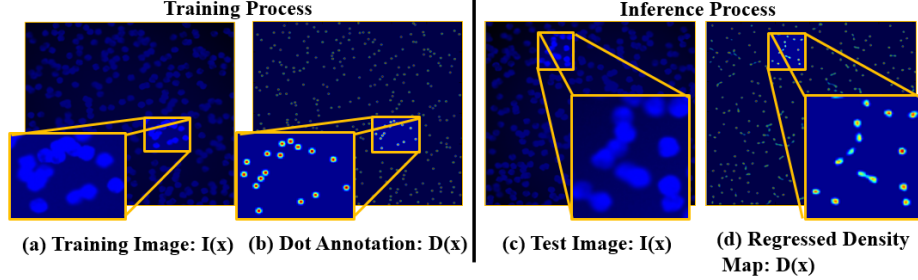 Training Process
Inference Process
(a) Training Image: I(x)
(b) Dot Annotation: D(x)
(c) Test Image: I(x)
(d) Regressed Density
Map: D(x)